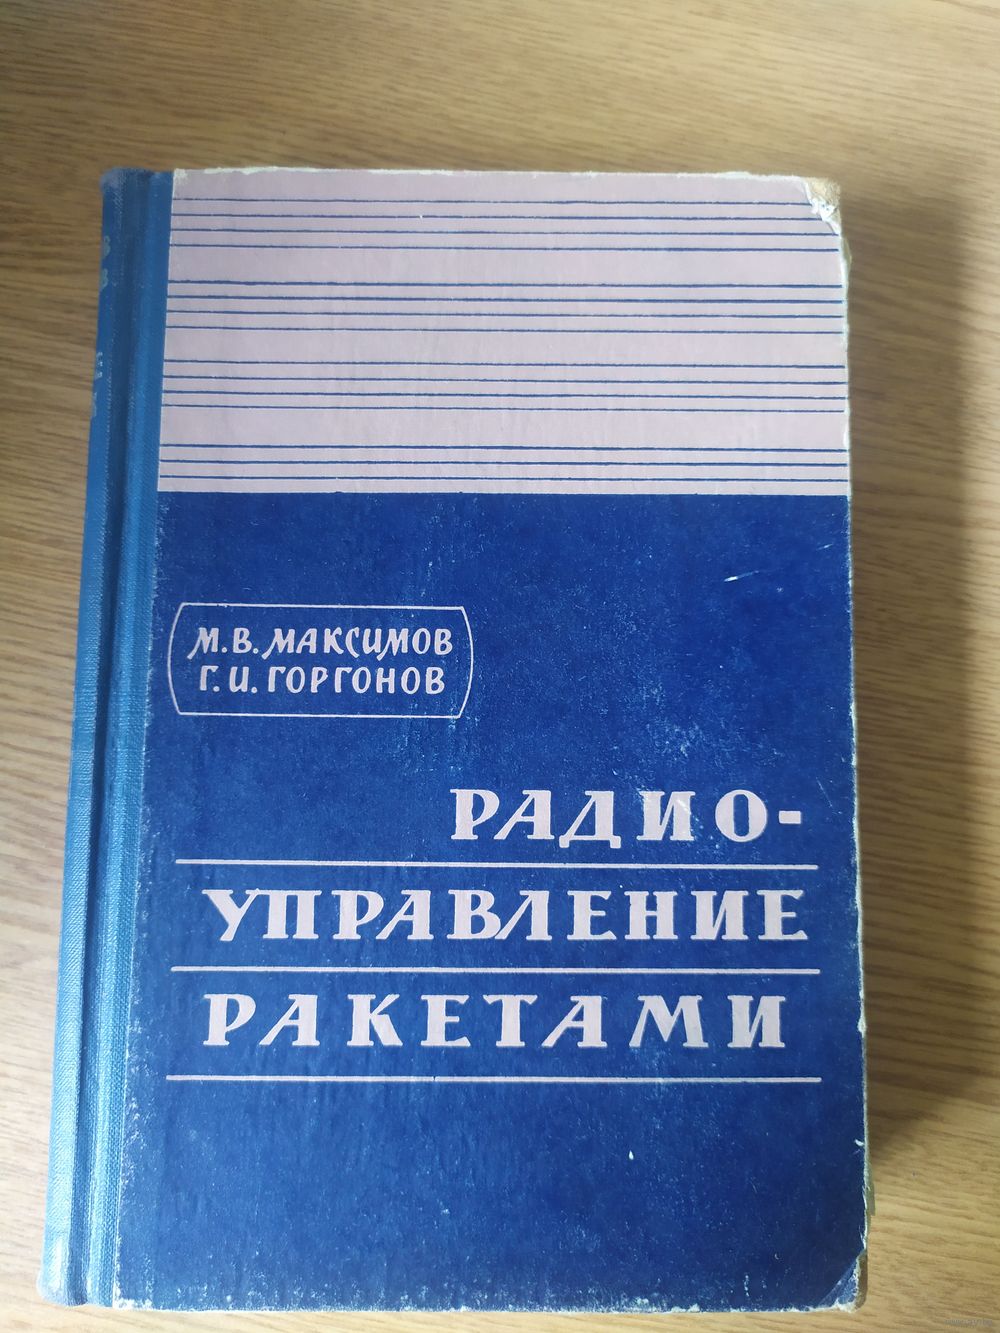 М.В.МАКСИМОВ
Г.И.ГОРГОНОВ
РАДИО-
УПРАВЛЕНИЕ
РАКЕТАМИ